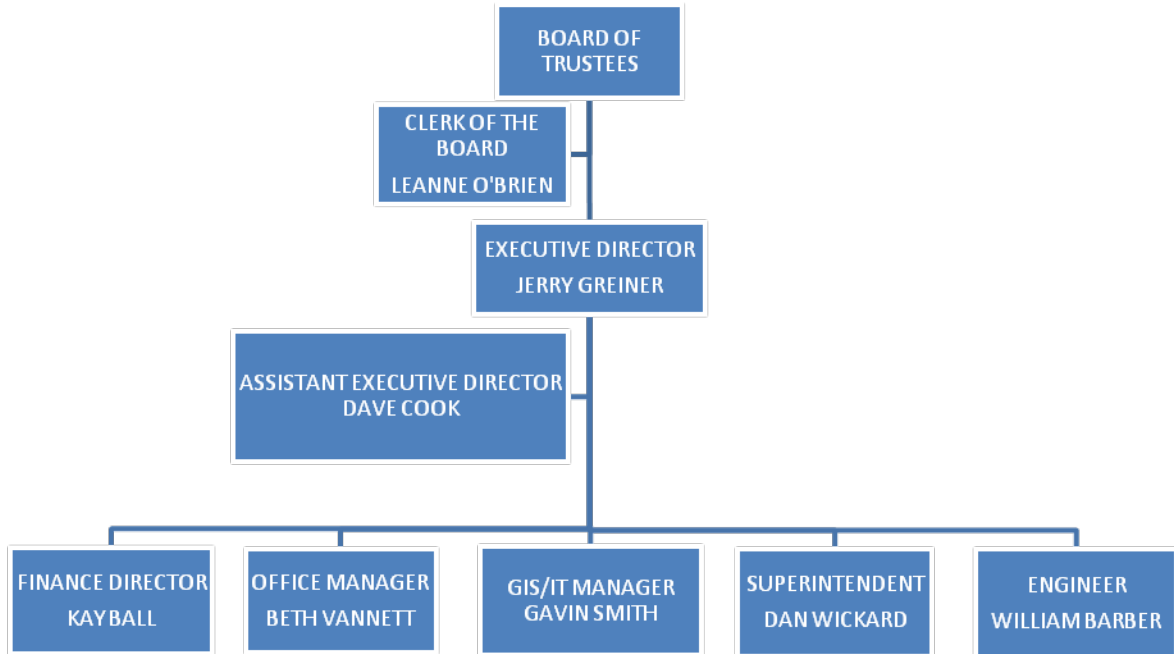 BOARD OF
TRUSTEES
CLERK OF THE
BOARD
LEANNE O'BRIEN
EXECUTIVE DIRECTOR
JERRY GREINER
ASSISTANT EXECUTIVE DIRECTOR
DAVE COOK
FINANCE DIRECTOR
KAY BALL
OFFICE MANAGER
BETH VANNETT
GIS/IT MANAGER
GAVIN SMITH
SUPERINTENDENT
DAN WICKARD
ENGINEER
WILLIAM BARBER